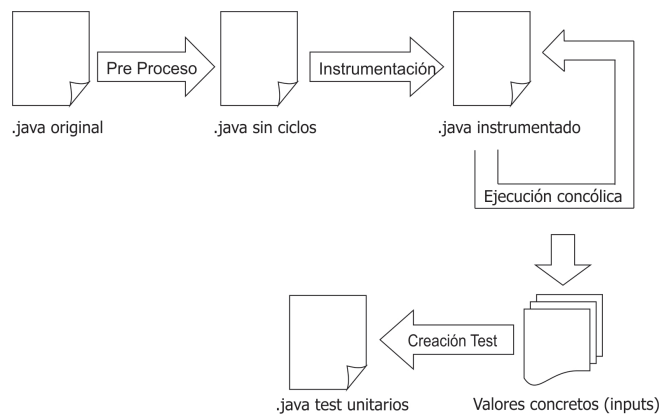 Pre Proceso
Instrumentación
.java original
.java sin ciclos
.java instrumentado
Ejecución concólica
Creación Test
.java test unitarios
Valores concretos (inputs)